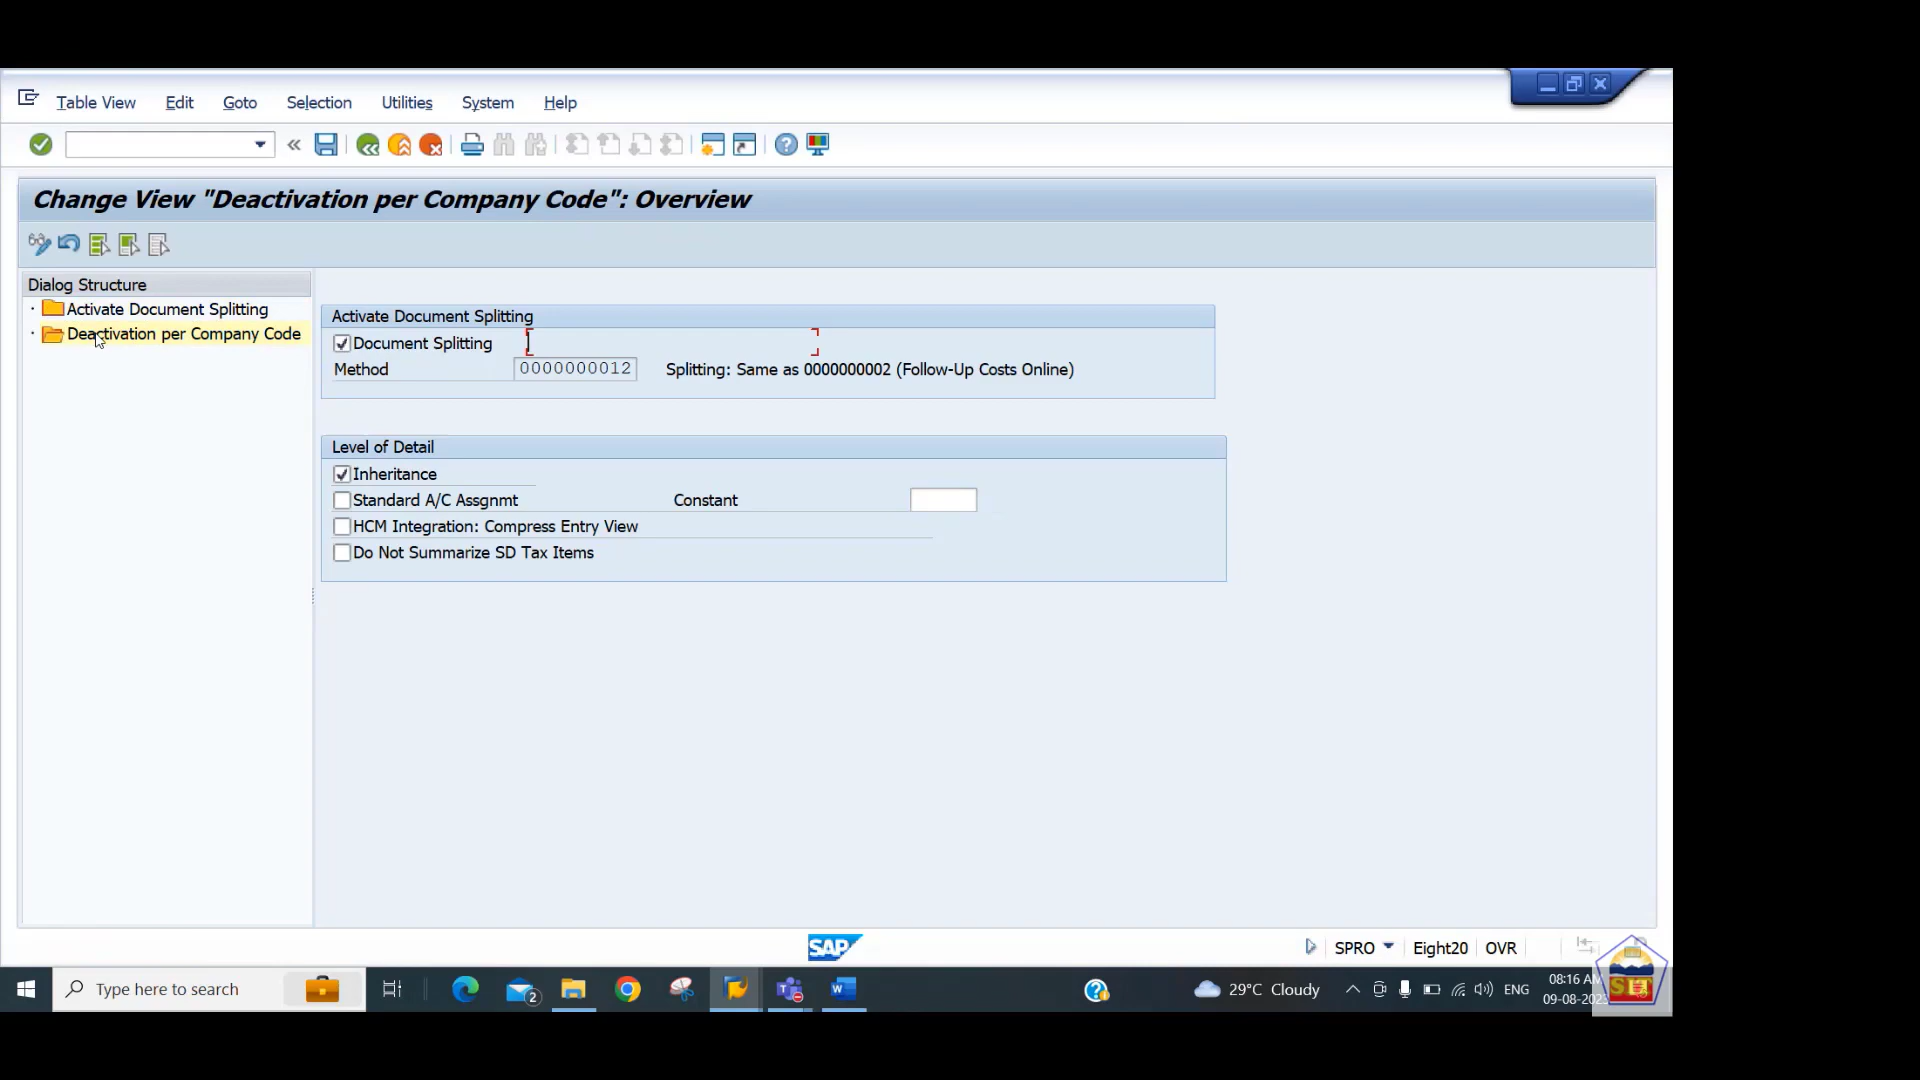 Table View Edit Goto Selection Utilities System Help
Change View "Deactivation per Company Code": Overview
Dialog Structure
Activate Document Splitting
Deactivation per Company Code
Activate Document Splitting
Document Splitting
Method 0000000012 Splitting: Same as 0000000002 (Follow-Up Costs Online)
Level of Detail
Inheritance
Standard A/C Assgnmt Constant
HCM Integration: Compress Entry View
Do Not Summarize SD Tax Items
SAP
SPRO Eight20 OVR
Type here to search
2
29°C Cloudy
ENG
08:16 AM
SIT